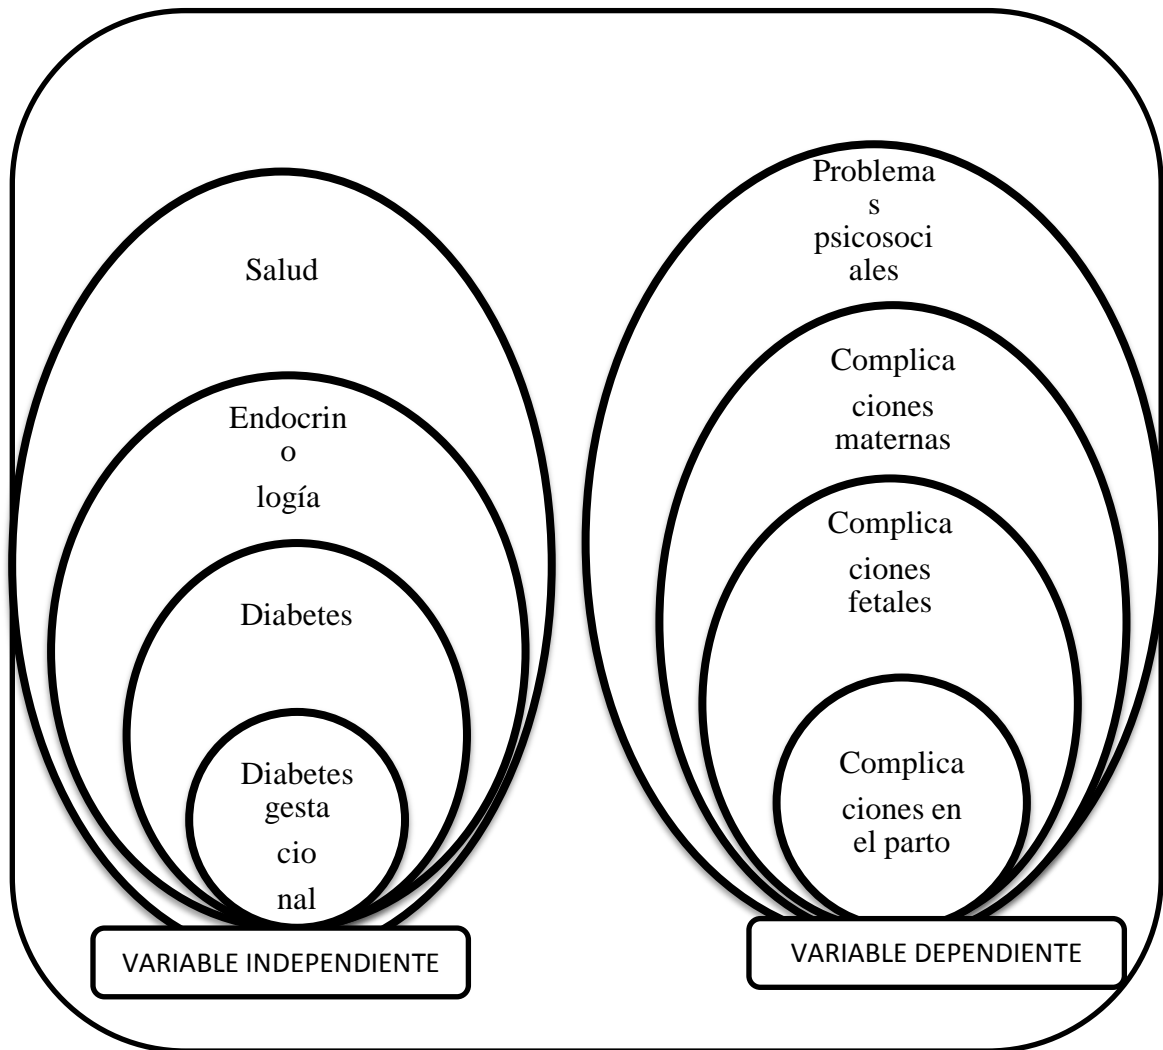 Salud
Endocrin
o
logía
Diabetes
Diabetes
gesta
cio
nal
VARIABLE INDEPENDIENTE
Problema
s
psicosoci
ales
Complica
ciones
maternas
Complica
ciones
fetales
Complica
ciones en
el parto
VARIABLE DEPENDIENTE